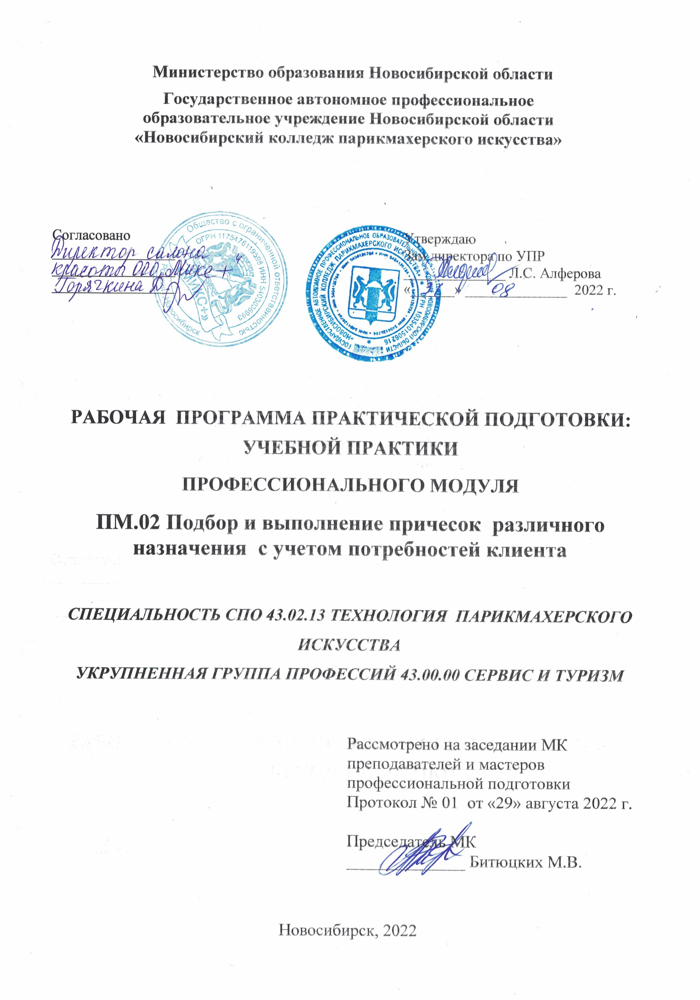 Министерство образования Новосибирской области
Государственное автономное профессиональное
образовательное учреждение Новосибирской области
«Новосибирский колледж парикмахерского искусства»
Согласовано
Директор салона
красоты ООО „Микс+“
Горячкина Д.
Общество с ограниченной ответственностью
ОГРН 1175476119598 ИНН 5403036993
«МИКС+»
г. Новосибирск
Утверждаю
Зам.директора по УПР
Л.С. Алферова
« » 08 2022 г.
ГОСУДАРСТВЕННОЕ АВТОНОМНОЕ ПРОФЕССИОНАЛЬНОЕ ОБРАЗОВАТЕЛЬНОЕ УЧРЕЖДЕНИЕ НОВОСИБИРСКОЙ ОБЛАСТИ
«НОВОСИБИРСКИЙ КОЛЛЕДЖ ПАРИКМАХЕРСКОГО ИСКУССТВА» * ОГРН 1035401506216 *
ИНН 5404126784
РАБОЧАЯ ПРОГРАММА ПРАКТИЧЕСКОЙ ПОДГОТОВКИ:
УЧЕБНОЙ ПРАКТИКИ
ПРОФЕССИОНАЛЬНОГО МОДУЛЯ
ПМ.02 Подбор и выполнение причесок различного
назначения с учетом потребностей клиента
СПЕЦИАЛЬНОСТЬ СПО 43.02.13 ТЕХНОЛОГИЯ ПАРИКМАХЕРСКОГО
ИСКУССТВА
УКРУПНЕННАЯ ГРУППА ПРОФЕССИЙ 43.00.00 СЕРВИС И ТУРИЗМ
Рассмотрено на заседании МК
преподавателей и мастеров
профессиональной подготовки
Протокол № 01 от «29» августа 2022 г.
Председатель МК
Битюцких М.В.
Новосибирск, 2022